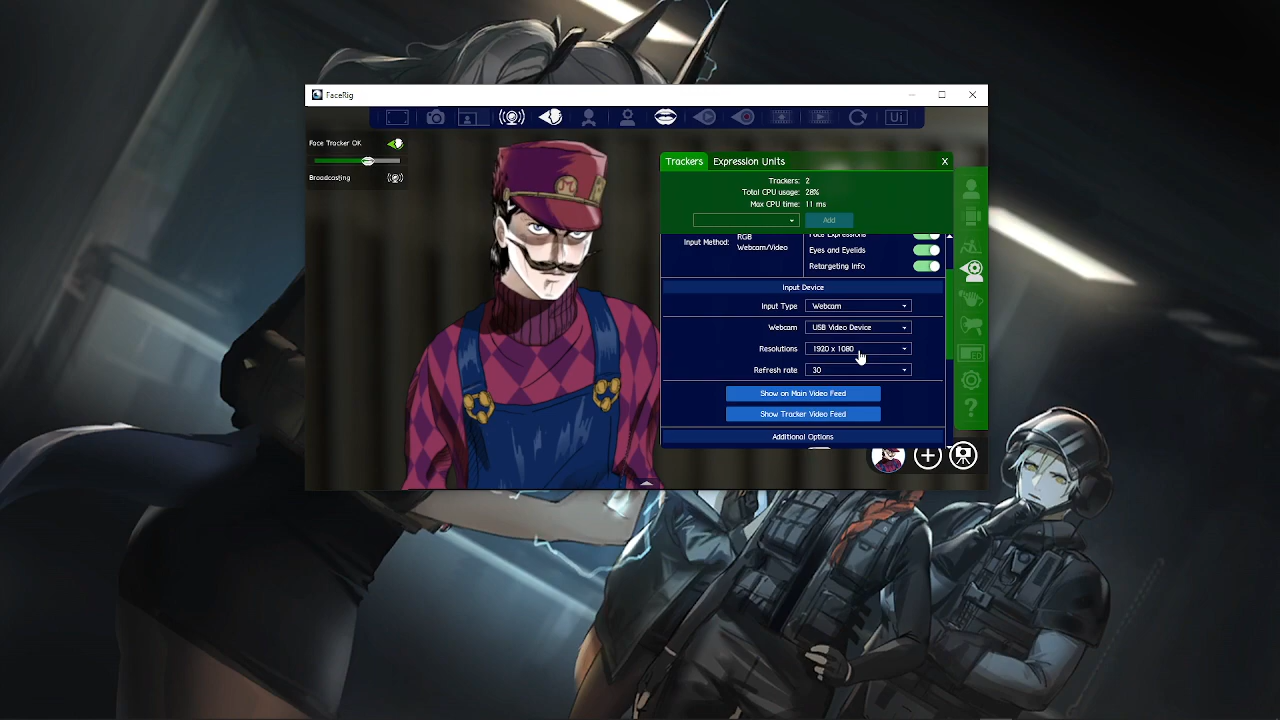 FaceRig
Ui
Face Tracker OK
Broadcasting
Trackers
Expression Units
X
Trackers: 2
Total CPU usage: 28%
Max CPU time: 11 ms
Add
Input Method:
RGB
Webcam/Video
Face Expressions
Eyes and Eyelids
Retargeting Info
Input Device
Input Type
Webcam
Webcam
USB Video Device
Resolutions
1920 x 1080
Refresh rate
30
Show on Main Video Feed
Show Tracker Video Feed
Additional Options
ED
?